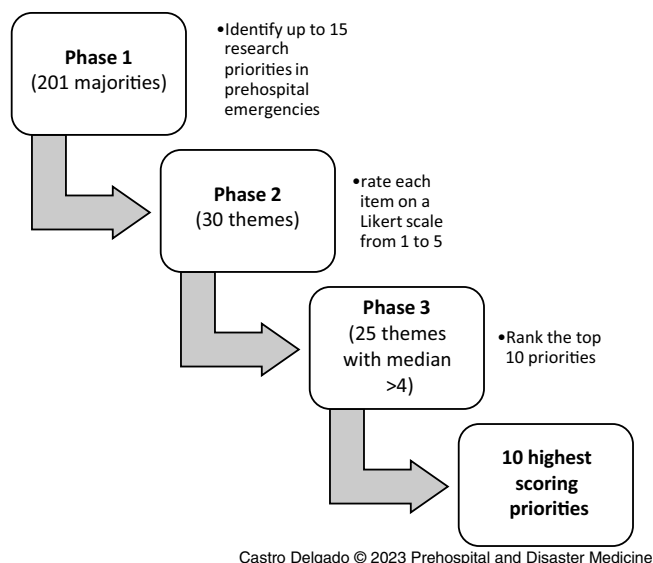 Phase 1
(201 majorities)
•Identify up to 15
research
priorities in
prehospital
emergencies
Phase 2
(30 themes)
•rate each
item on a
Likert scale
from 1 to 5
Phase 3
(25 themes
with median
>4)
•Rank the top
10 priorities
10 highest
scoring
priorities
Castro Delgado © 2023 Prehospital and Disaster Medicine